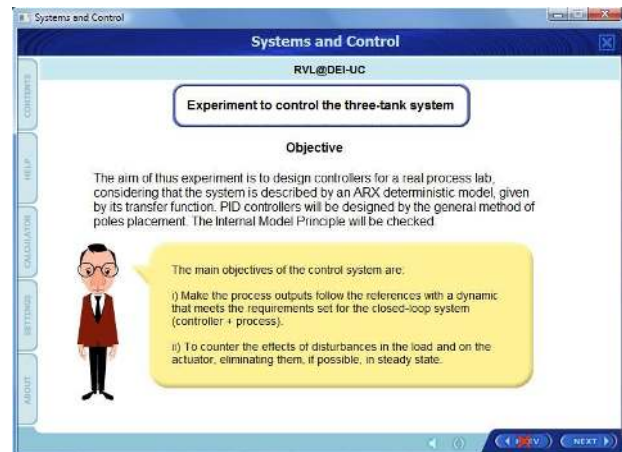 Systems and Control
Systems and Control
RVL@DEI-UC
Experiment to control the three-tank system
Objective
The aim of thus experiment is to design controllers for a real process lab,
considering that the system is described by an ARX deterministic model, given
by its transfer function. PID controllers will be designed by the general method of
poles placement. The Internal Model Principle will be checked.
The main objectives of the control system are:
i) Make the process outputs follow the references with a dynamic
that meets the requirements set for the closed-loop system
(controller + process).
ii) To counter the effects of disturbances in the load and on the
actuator, eliminating them, if possible, in steady state.
CONTENTS
HELP
CALCULATOR
SETTINGS
ABOUT
PREV
NEXT